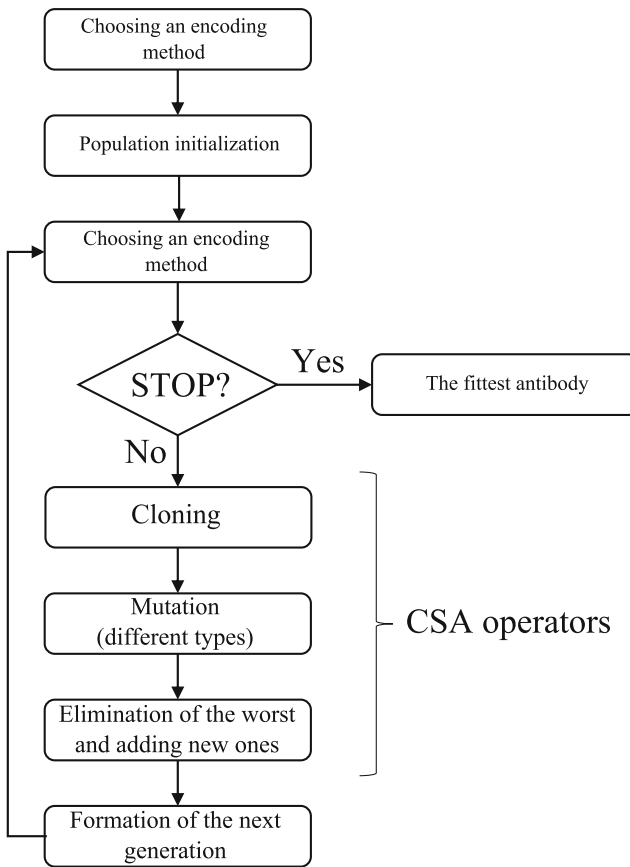 Choosing an encoding
method
Population initialization
Choosing an encoding
method
STOP?
Yes
The fittest antibody
No
Cloning
Mutation
(different types)
Elimination of the worst
and adding new ones
CSA operators
Formation of the next
generation